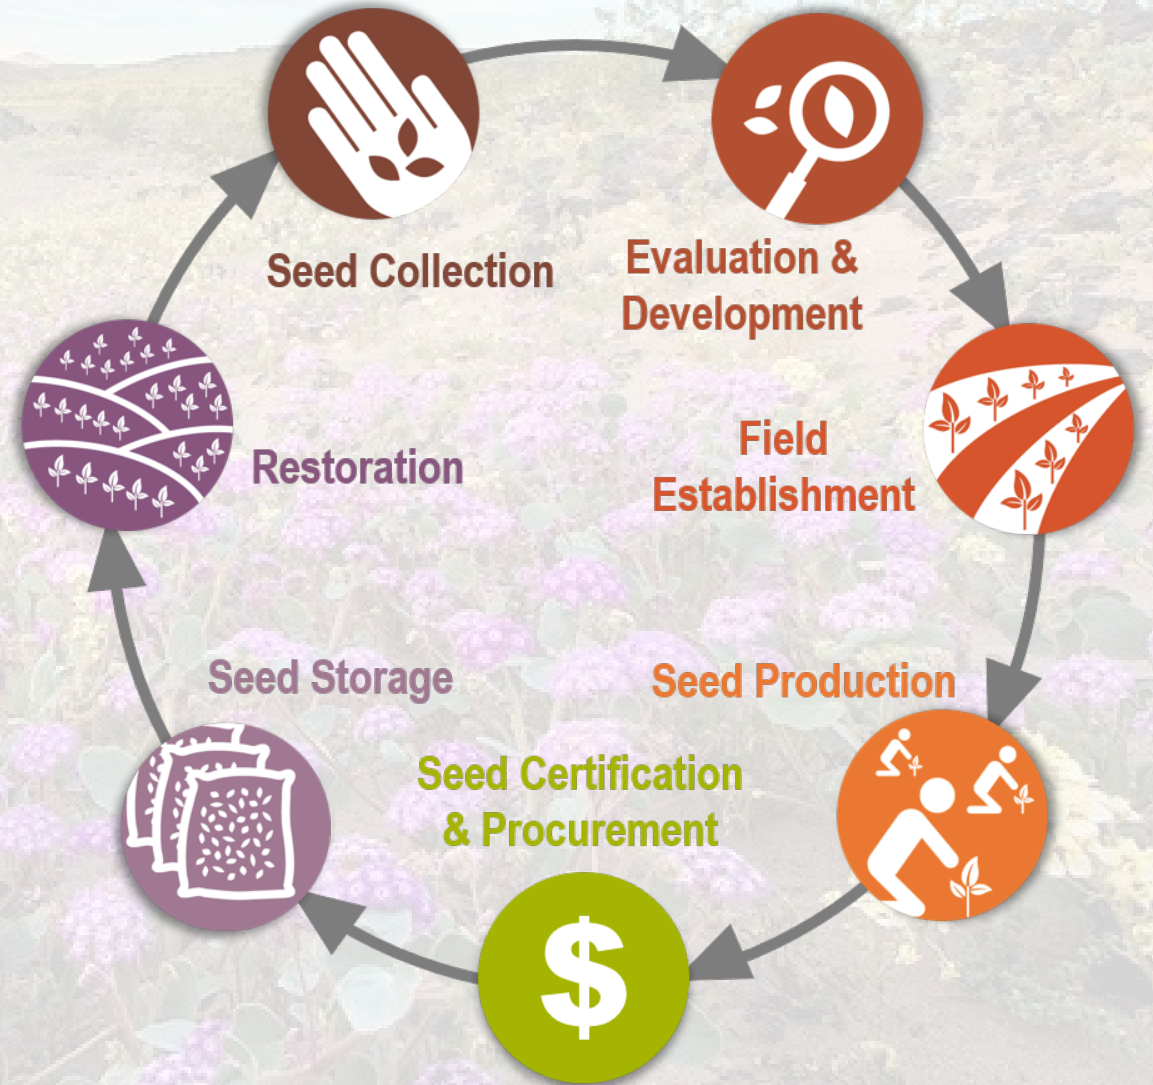 Seed Collection
Evaluation &
Development
Field
Establishment
Seed Production
Seed Certification
& Procurement
$
Seed Storage
Restoration